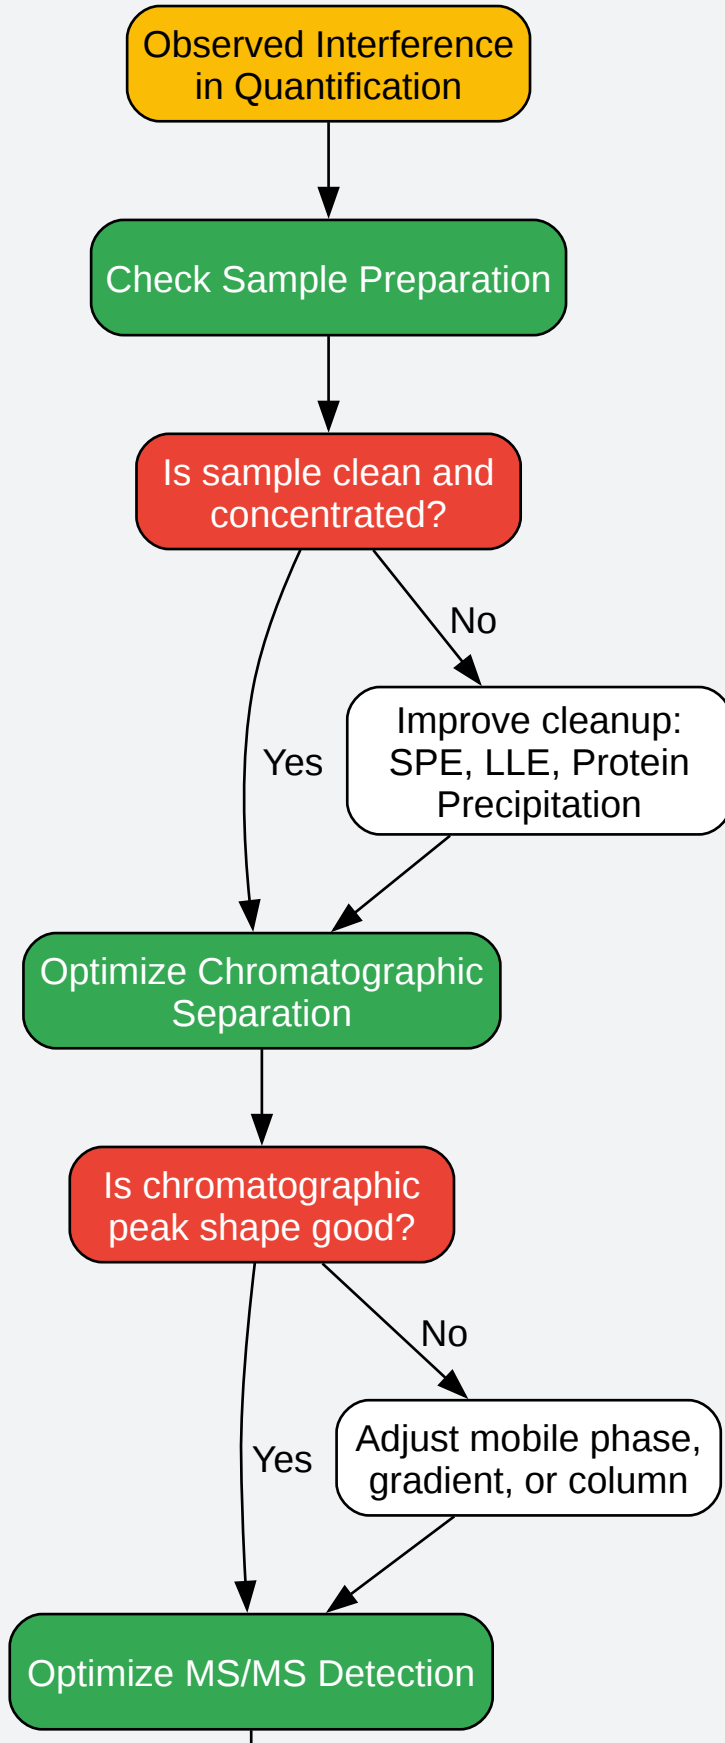 Observed Interference
in Quantification
Check Sample Preparation
Is sample clean and
concentrated?
No
Improve cleanup:
SPE, LLE, Protein
Precipitation
Yes
Optimize Chromatographic
Separation
Is chromatographic
peak shape good?
No
Adjust mobile phase,
gradient, or column
Yes
Optimize MS/MS Detection